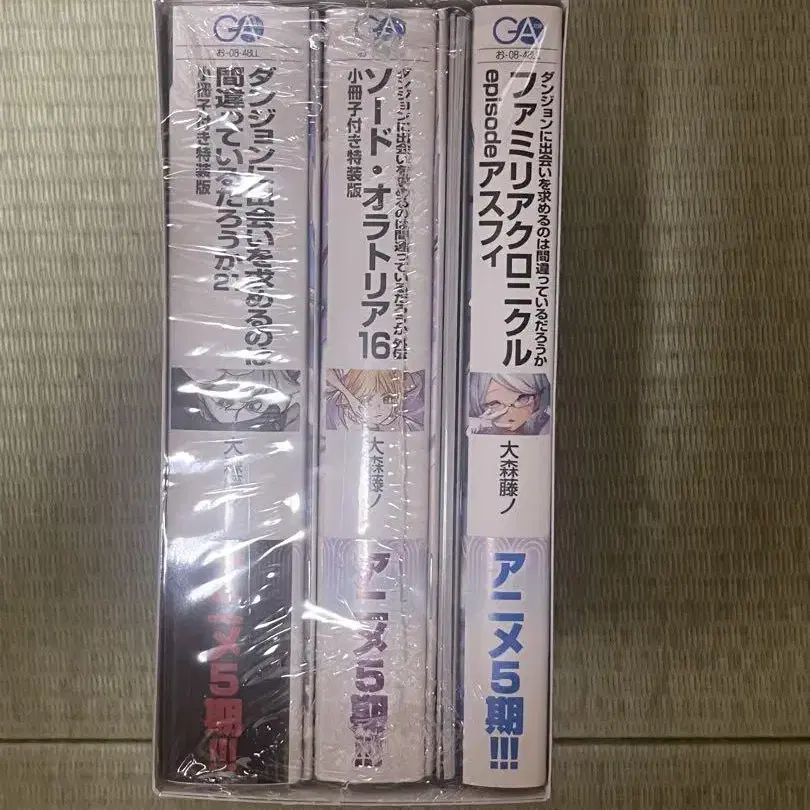 GA
お-08-48LL
ダンジョンに出会いを求めるのは
間違っているだろうか21
小冊子付き特装版
大森
アニメ5期!!!
GA
ダンジョンに出会いを求めるのは間違っているだろうか 外伝
ソード・オラトリア16
小冊子付き特装版
大森藤ノ
アニメ5期!!!
GA
お-08-48LL
ダンジョンに出会いを求めるのは間違っているだろうか
ファミリアクロニクル
episodeアスフィ
大森藤ノ
アニメ5期!!!